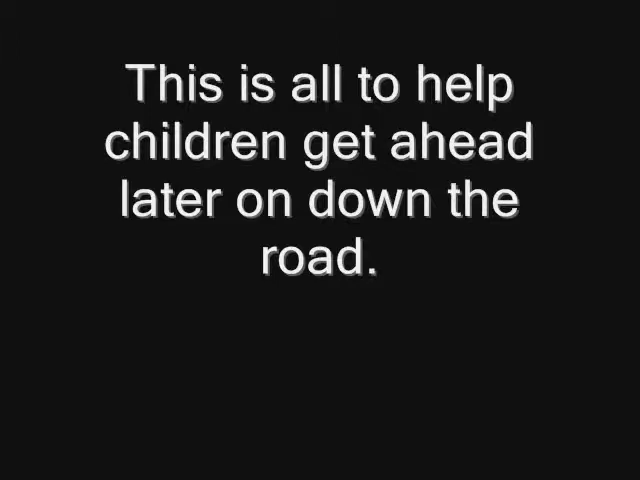 This is all to help
children get ahead
later on down the
road.